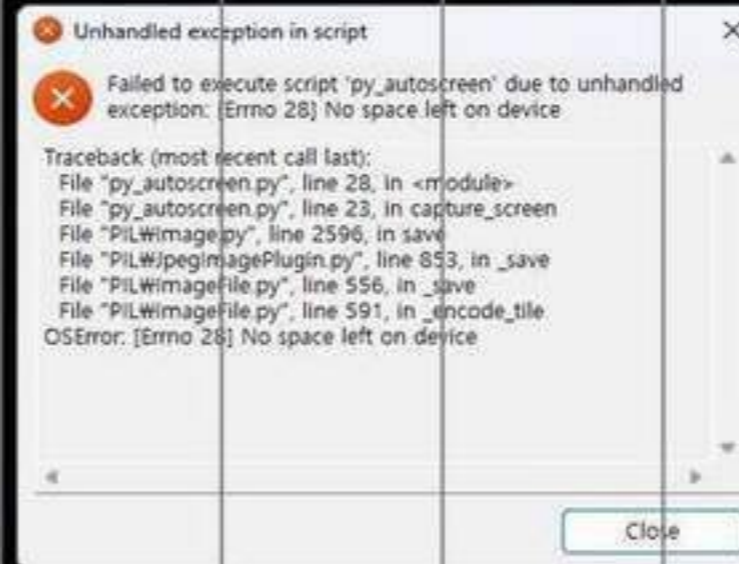 Unhandled exception in script
Failed to execute script 'py_autoscreen' due to unhandled
exception: [Errno 28] No space left on device
Traceback (most recent call last):
File "py_autoscreen.py", line 28, in <module>
File "py_autoscreen.py", line 23, in capture_screen
File "PIL₩Image.py", line 2596, in save
File "PIL₩JpegImagePlugin.py", line 853, in _save
File "PIL₩ImageFile.py", line 556, in _save
File "PIL₩ImageFile.py", line 591, in _encode_tile
OSError: [Errno 28] No space left on device
Close